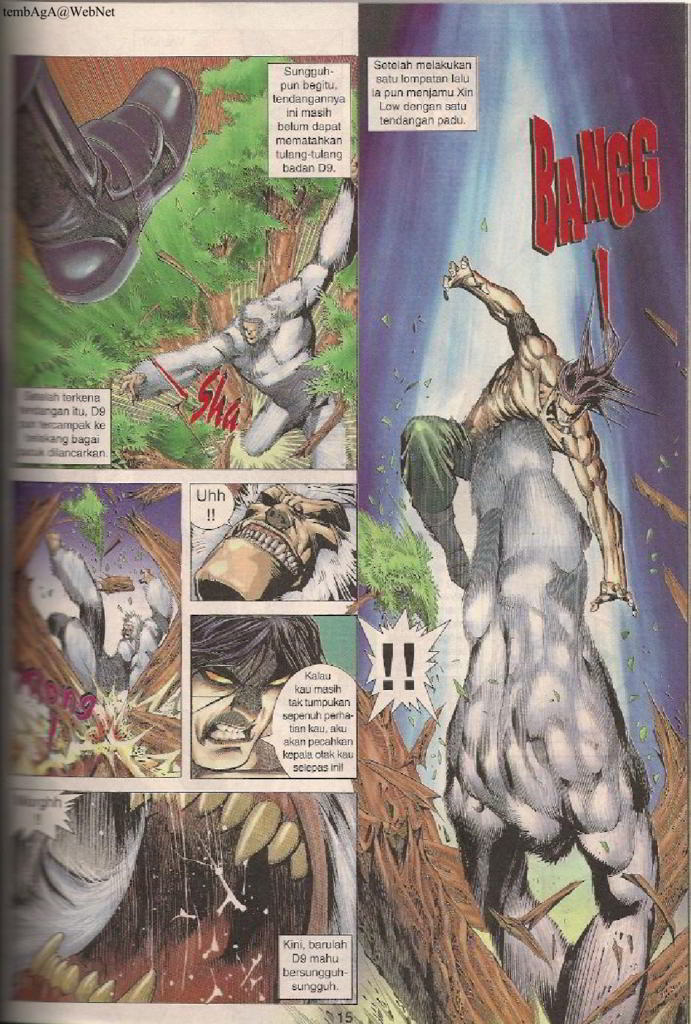 tembAgA@WebNet
Sungguh-
pun begitu,
tendangannya
ini masih
belum dapat
mematahkan
tulang-tulang
badan D9.
Sha
Setelah terkena
tendangan itu, D9
pun tercampak ke
belakang bagai
dilancarkan.
Uhh
!!
Kalau
kau masih
tak tumpukan
sepenuh perha-
tian kau, aku
akan pecahkan
kepala otak kau
selepas ini!
!!
Kini, barulah
D9 mahu
bersungguh-
sungguh.
Setelah melakukan
satu lompatan lalu
ia pun menjamu Xin
Low dengan satu
tendangan padu.
BANGG
!
!!
15